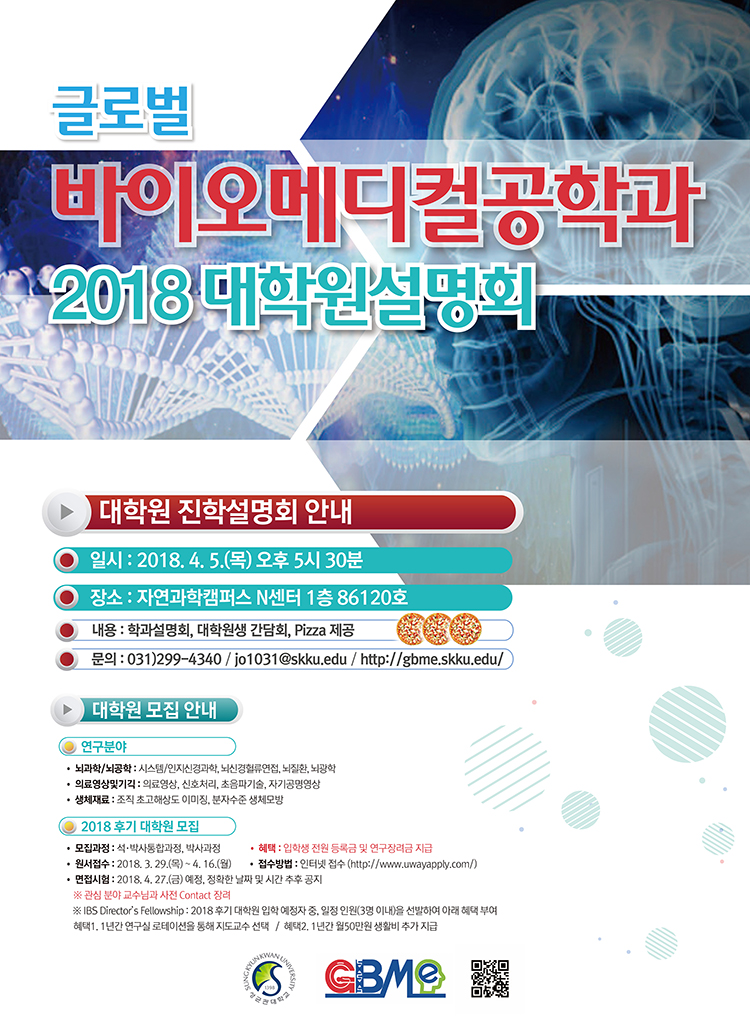 글로벌
바이오메디컬공학과
2018 대학원설명회
대학원 진학설명회 안내
일시 : 2018. 4. 5.(목) 오후 5시 30분
장소 : 자연과학캠퍼스 N센터 1층 86120호
내용 : 학과설명회, 대학원생 간담회, Pizza 제공
문의 : 031)299-4340 / jo1031@skku.edu / http://gbme.skku.edu/
대학원 모집 안내
연구분야
• 뇌과학/뇌공학 : 시스템/인지신경과학, 뇌신경혈류연접, 뇌질환, 뇌광학
• 의료영상및기긱 : 의료영상, 신호처리, 초음파기술, 자기공명영상
• 생체재료 : 조직 초고해상도 이미징, 분자수준 생체모방
2018 후기 대학원 모집
• 모집과정 : 석·박사통합과정, 박사과정 • 혜택 : 입학생 전원 등록금 및 연구장려금 지급
• 원서접수 : 2018. 3. 29.(목) ~ 4. 16.(월) • 접수방법 : 인터넷 접수 (http://www.uwayapply.com/)
• 면접시험 : 2018. 4. 27.(금) 예정, 정확한 날짜 및 시간 추후 공지
※ 관심 분야 교수님과 사전 Contact 장려
※ IBS Director's Fellowship : 2018 후기 대학원 입학 예정자 중, 일정 인원(3명 이내)을 선발하여 아래 혜택 부여
혜택1. 1년간 연구실 로테이션을 통해 지도교수 선택 / 혜택2. 1년간 월50만원 생활비 추가 지급
SUNG KYUN KWAN UNIVERSITY
1398
성균관대학교
GBMe